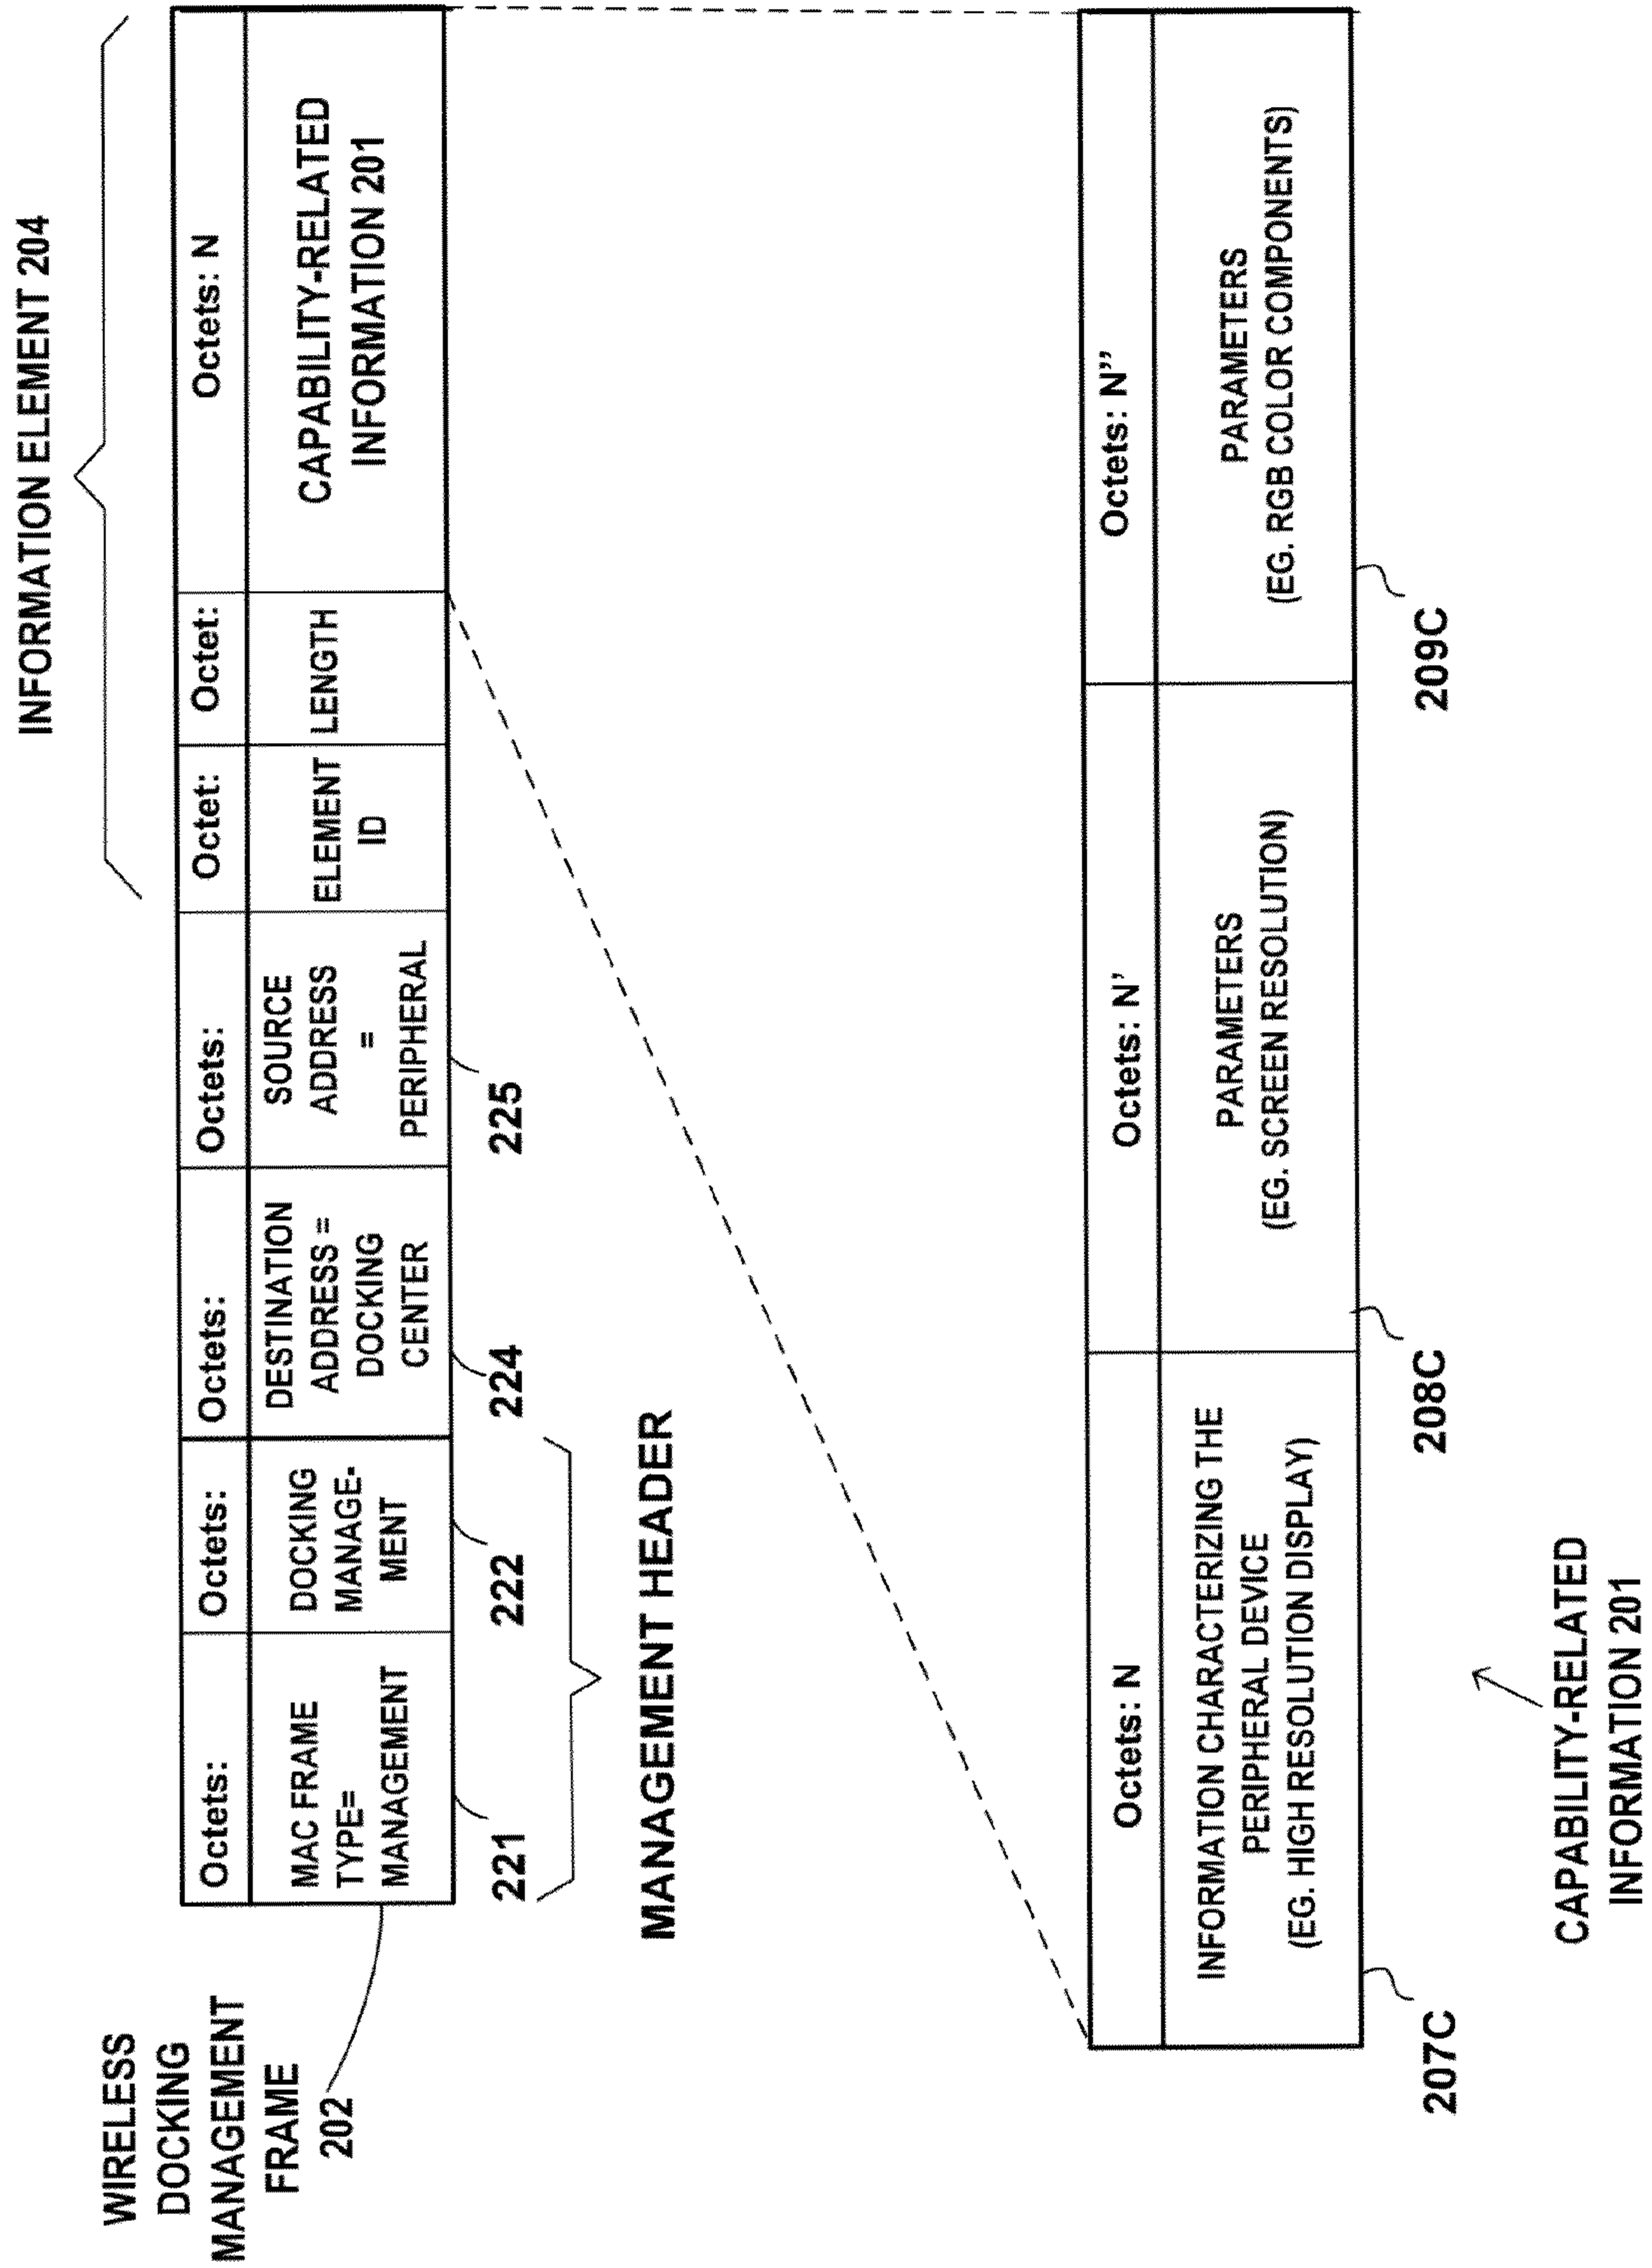 INFORMATION ELEMENT 204
WIRELESS
DOCKING
MANAGEMENT
FRAME
202
Octets:
Octets:
Octets:
Octets:
Octet:
Octet:
Octets: N
MAC FRAME
TYPE=
MANAGEMENT
DOCKING
MANAGE-
MENT
DESTINATION
ADDRESS =
DOCKING
CENTER
SOURCE
ADDRESS
=
PERIPHERAL
ELEMENT
ID
LENGTH
CAPABILITY-RELATED
INFORMATION 201
221
222
224
225
MANAGEMENT HEADER
Octets: N
Octets: N'
Octets: N''
INFORMATION CHARACTERIZING THE
PERIPHERAL DEVICE
(EG. HIGH RESOLUTION DISPLAY)
PARAMETERS
(EG. SCREEN RESOLUTION)
PARAMETERS
(EG. RGB COLOR COMPONENTS)
207C
208C
209C
CAPABILITY-RELATED
INFORMATION 201